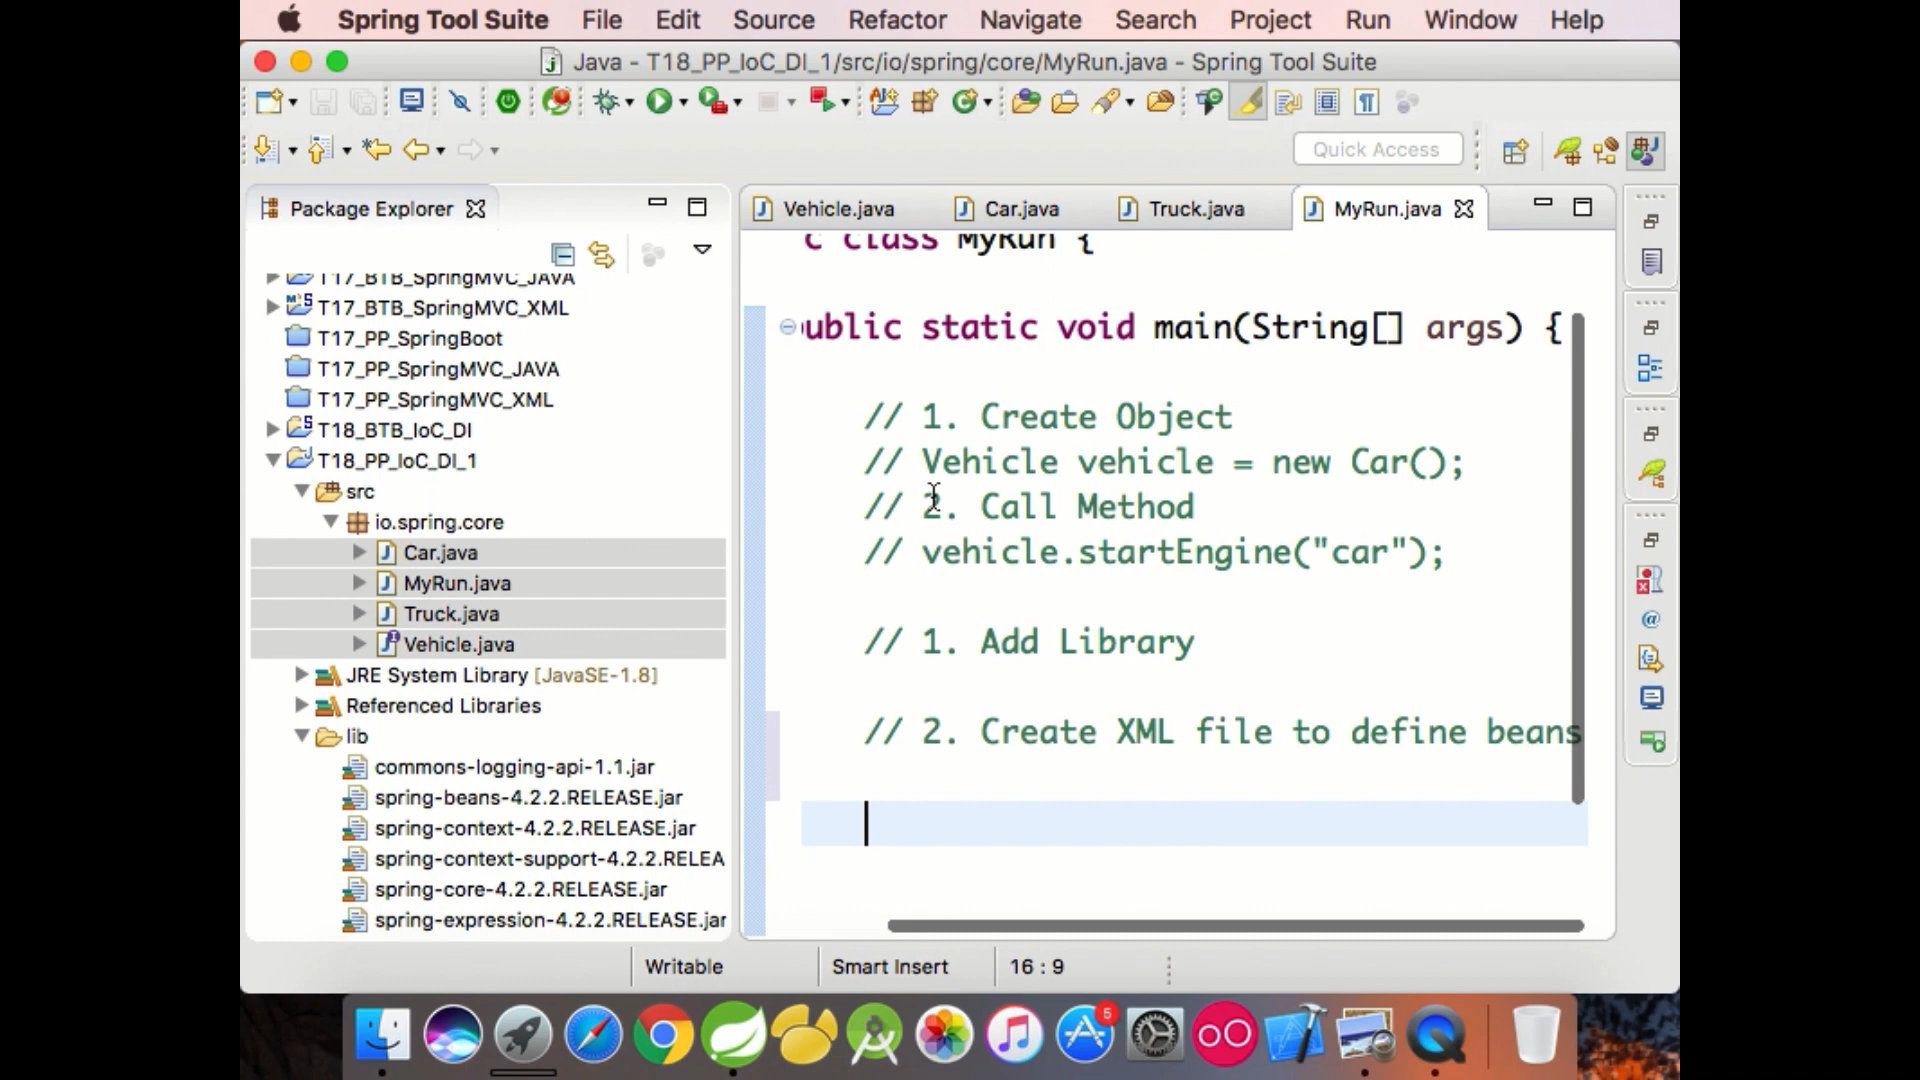 Spring Tool Suite File Edit Source Refactor Navigate Search Project Run Window Help
Java - T18_PP_IoC_DI_1/src/io/spring/core/MyRun.java - Spring Tool Suite
Quick Access
Package Explorer
Vehicle.java Car.java Truck.java MyRun.java
T17_BTB_SpringMVC_JAVA
T17_BTB_SpringMVC_XML
T17_PP_SpringBoot
T17_PP_SpringMVC_JAVA
T17_PP_SpringMVC_XML
T18_BTB_IoC_DI
T18_PP_IoC_DI_1
src
io.spring.core
Car.java
MyRun.java
Truck.java
Vehicle.java
JRE System Library [JavaSE-1.8]
Referenced Libraries
lib
commons-logging-api-1.1.jar
spring-beans-4.2.2.RELEASE.jar
spring-context-4.2.2.RELEASE.jar
spring-context-support-4.2.2.RELEA
spring-core-4.2.2.RELEASE.jar
spring-expression-4.2.2.RELEASE.jar
c class MyRun {
ublic static void main(String[] args) {
// 1. Create Object
// Vehicle vehicle = new Car();
// 2. Call Method
// vehicle.startEngine("car");
// 1. Add Library
// 2. Create XML file to define beans
Writable Smart Insert 16 : 9
5